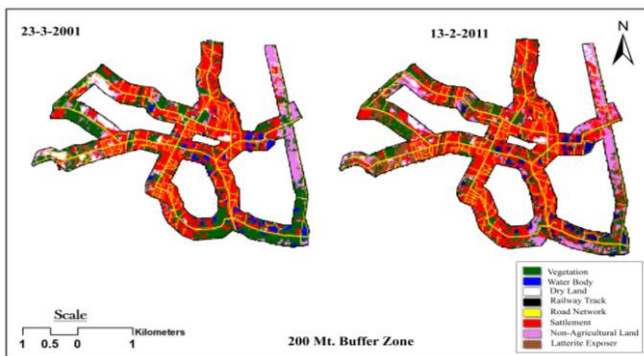 23-3-2001
13-2-2011
N
Vegetation
Water Body
Dry Land
Railway Track
Road Network
Sattlement
Non-Agricultural Land
Latterite Exposer
Scale
Kilometers
1 0.5 0 1
200 Mt. Buffer Zone